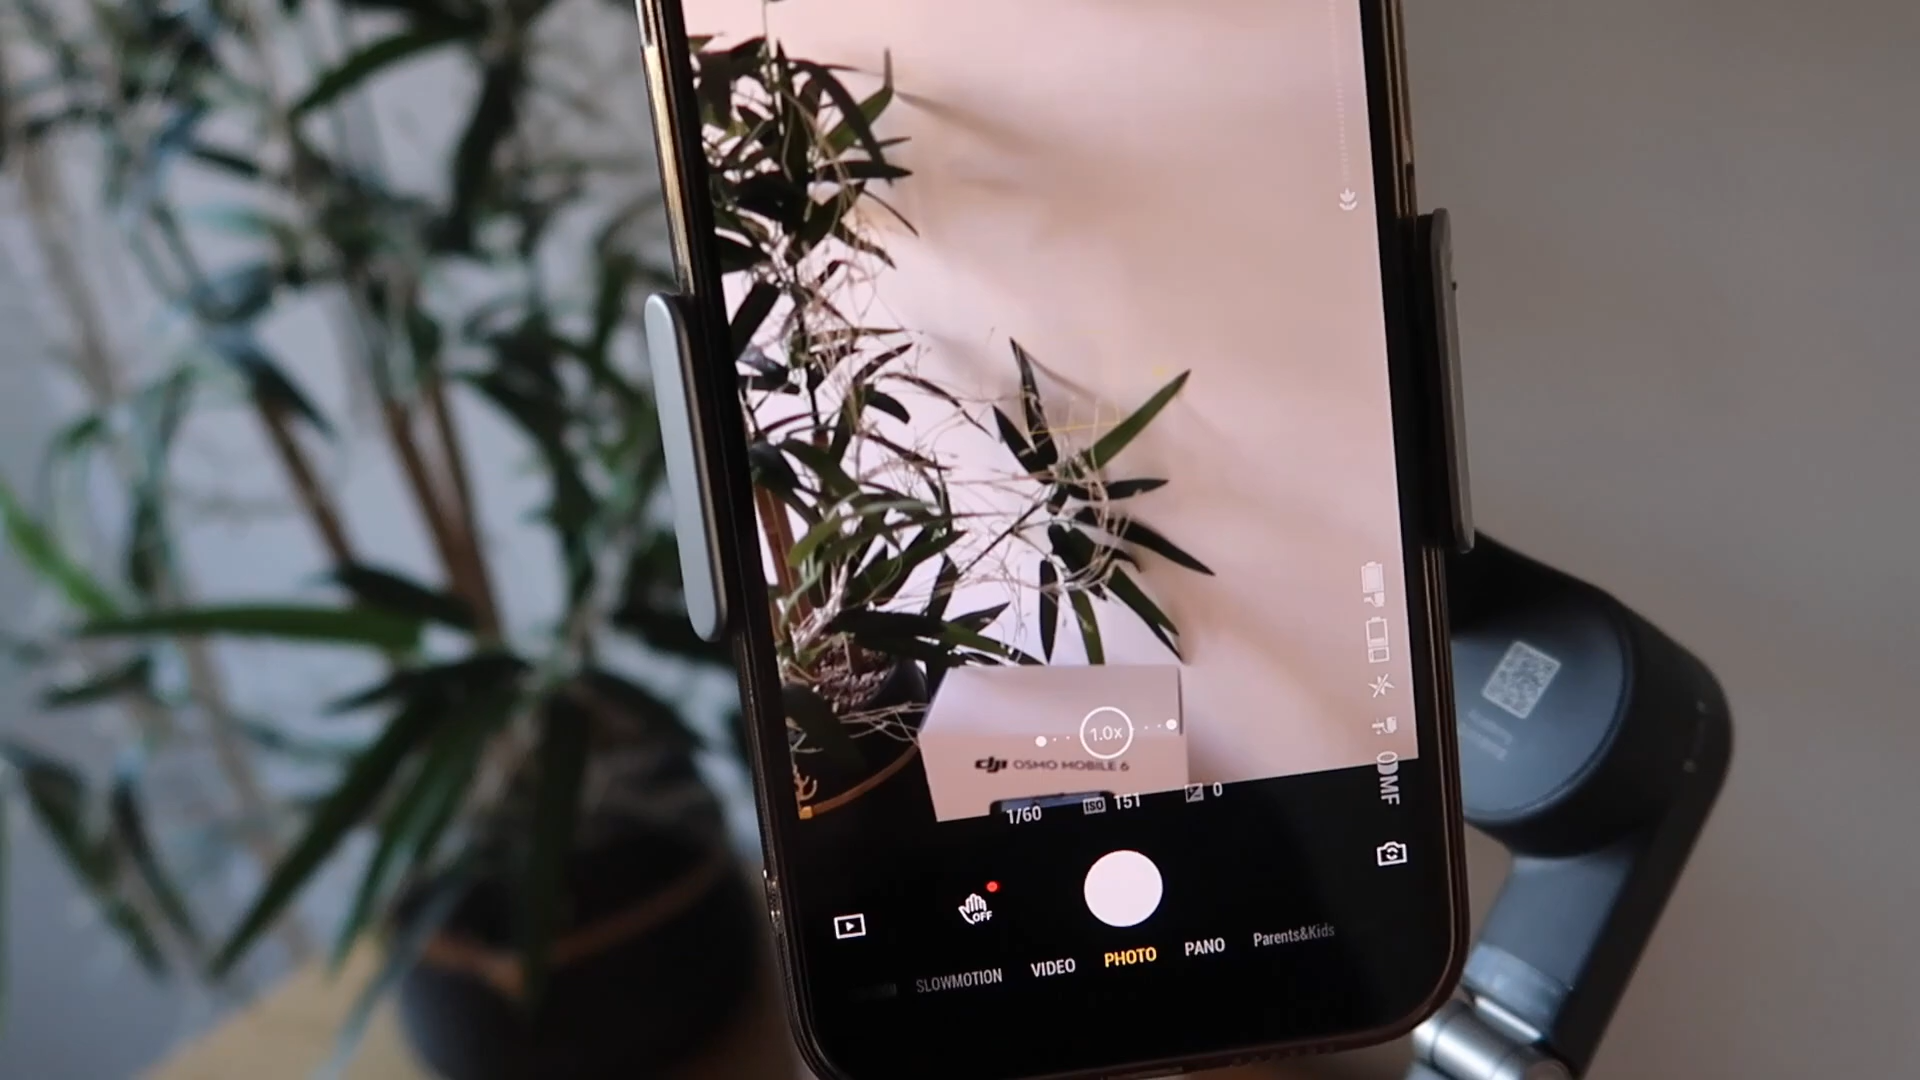 1.0x
dji OSMO MOBILE 6
1/60 ISO 151 0
MF
OFF
SLOWMOTION VIDEO PHOTO PANO Parents&Kids